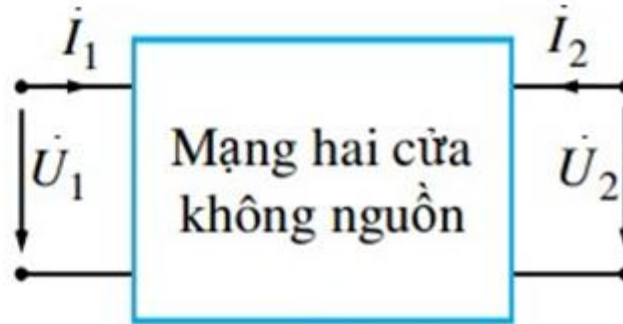 İ₁ İ₂
Mạng hai cửa
U̇₁ U̇₂
không nguồn